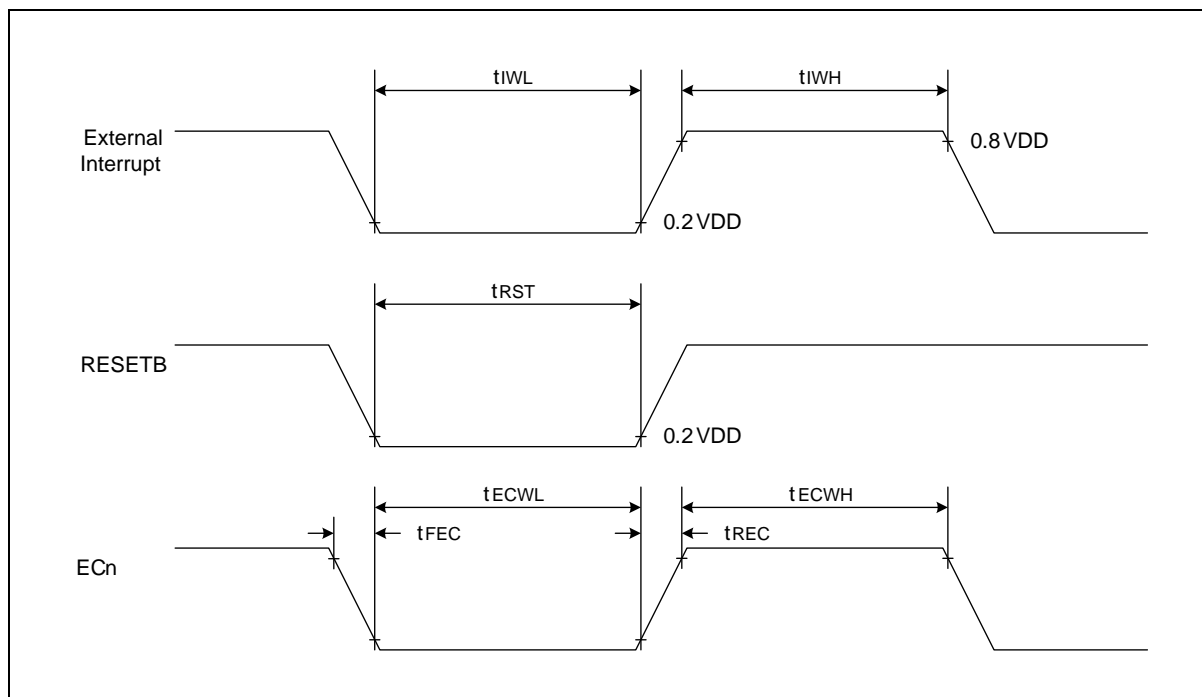 tIWL
tIWH
External
Interrupt
0.8 VDD
0.2 VDD
tRST
RESETB
0.2 VDD
tECWL
tECWH
tFEC
tREC
ECn